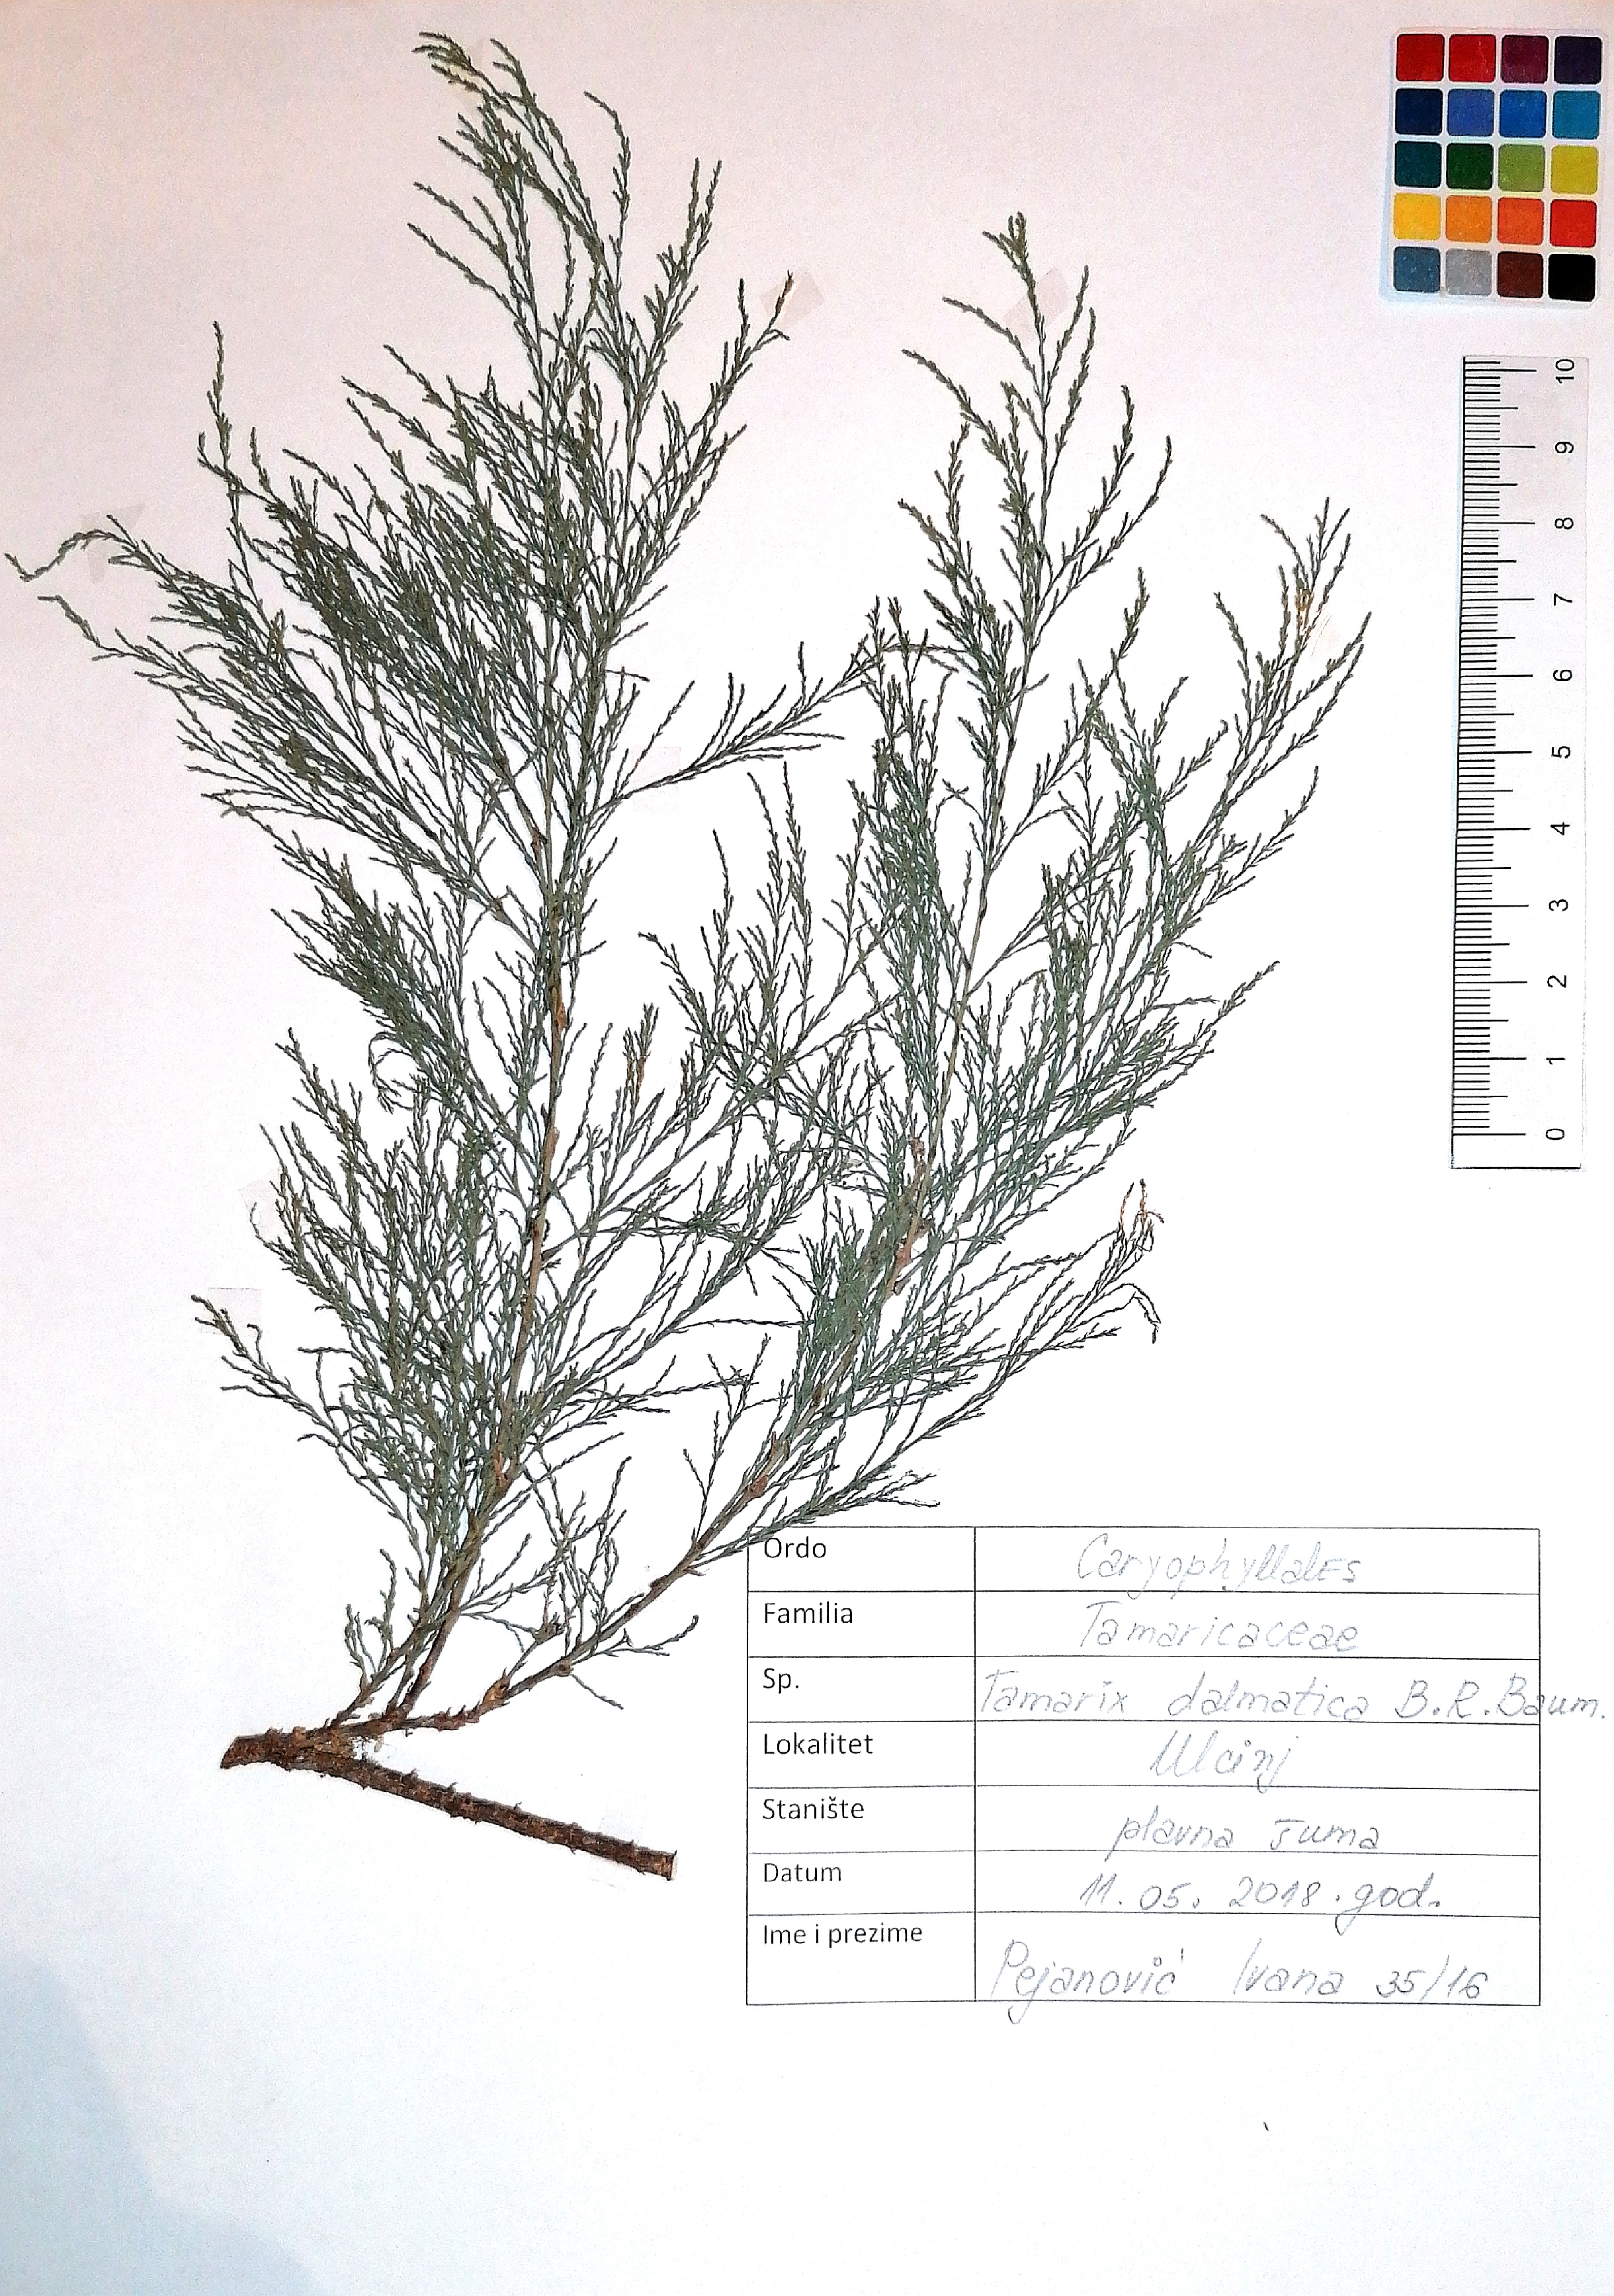 10
9
8
7
6
5
4
3
2
1
0
Ordo Caryophyllales
Familia Tamaricaceae
Sp. Tamarix dalmatica B.R.Baum.
Lokalitet Ulcinj
Stanište plavna šuma
Datum 11.05.2018.god.
Ime i prezime Pejanović Ivana 35/16